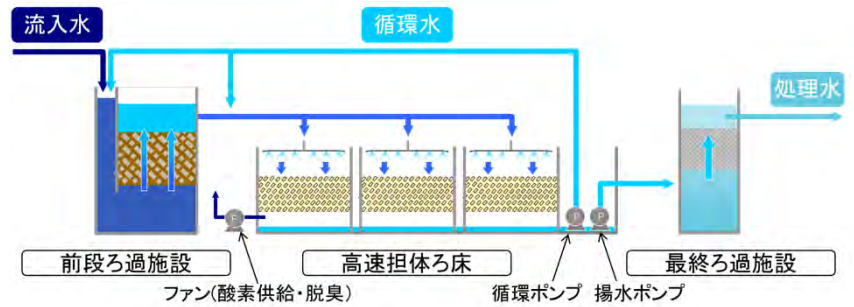 流入水
循環水
処理水
P
P
P
前段ろ過施設
高速担体ろ床
最終ろ過施設
ファン(酸素供給・脱臭)
循環ポンプ
揚水ポンプ